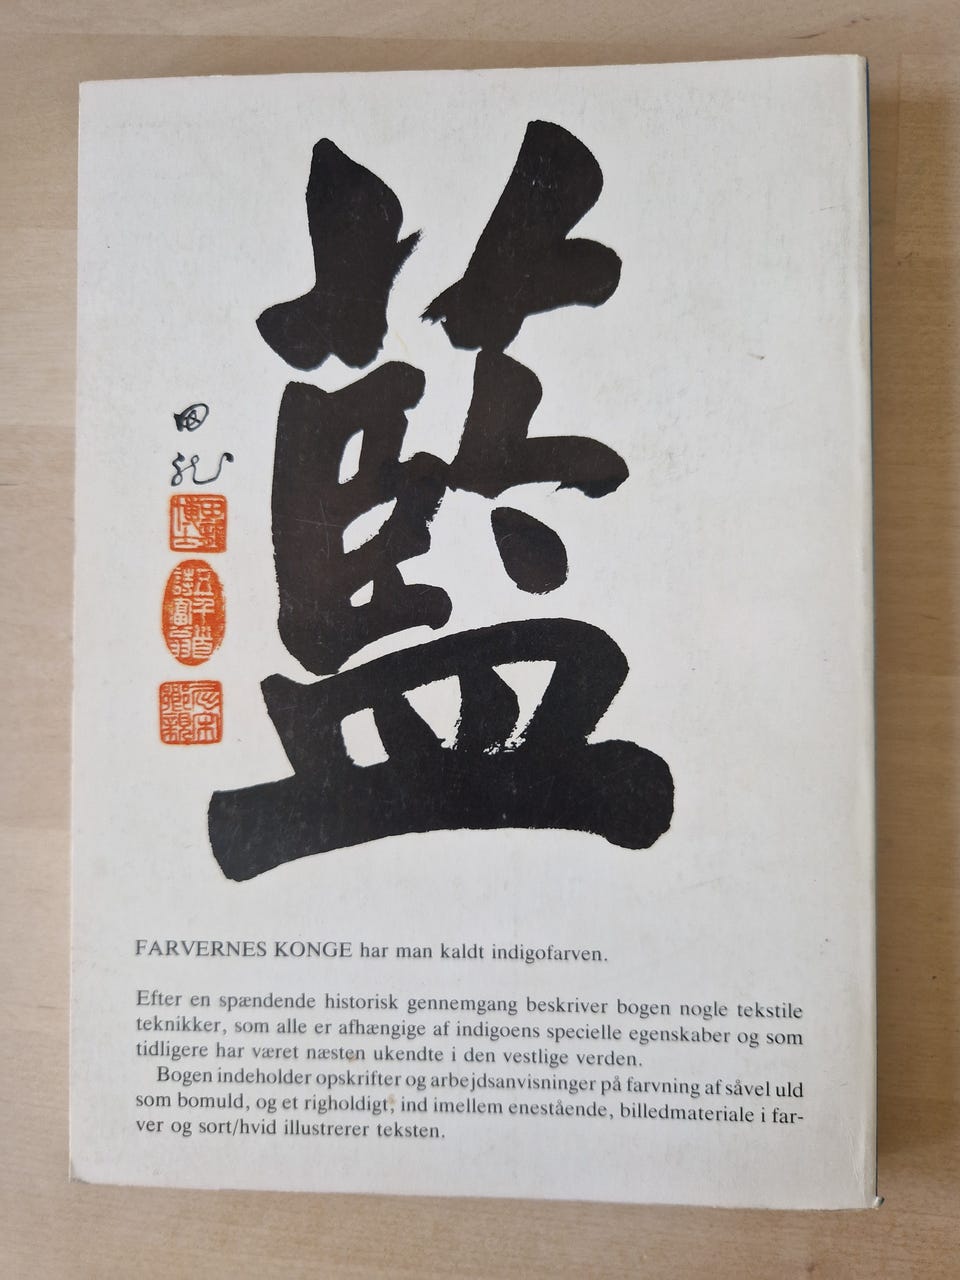 藍
FARVERNES KONGE har man kaldt indigofarven.
Efter en spændende historisk gennemgang beskriver bogen nogle tekstile
teknikker, som alle er afhængige af indigoens specielle egenskaber og som
tidligere har været næsten ukendte i den vestlige verden.
Bogen indeholder opskrifter og arbejdsanvisninger på farvning af såvel uld
som bomuld, og et righoldigt, ind imellem enestående, billedmateriale i far-
ver og sort/hvid illustrerer teksten.